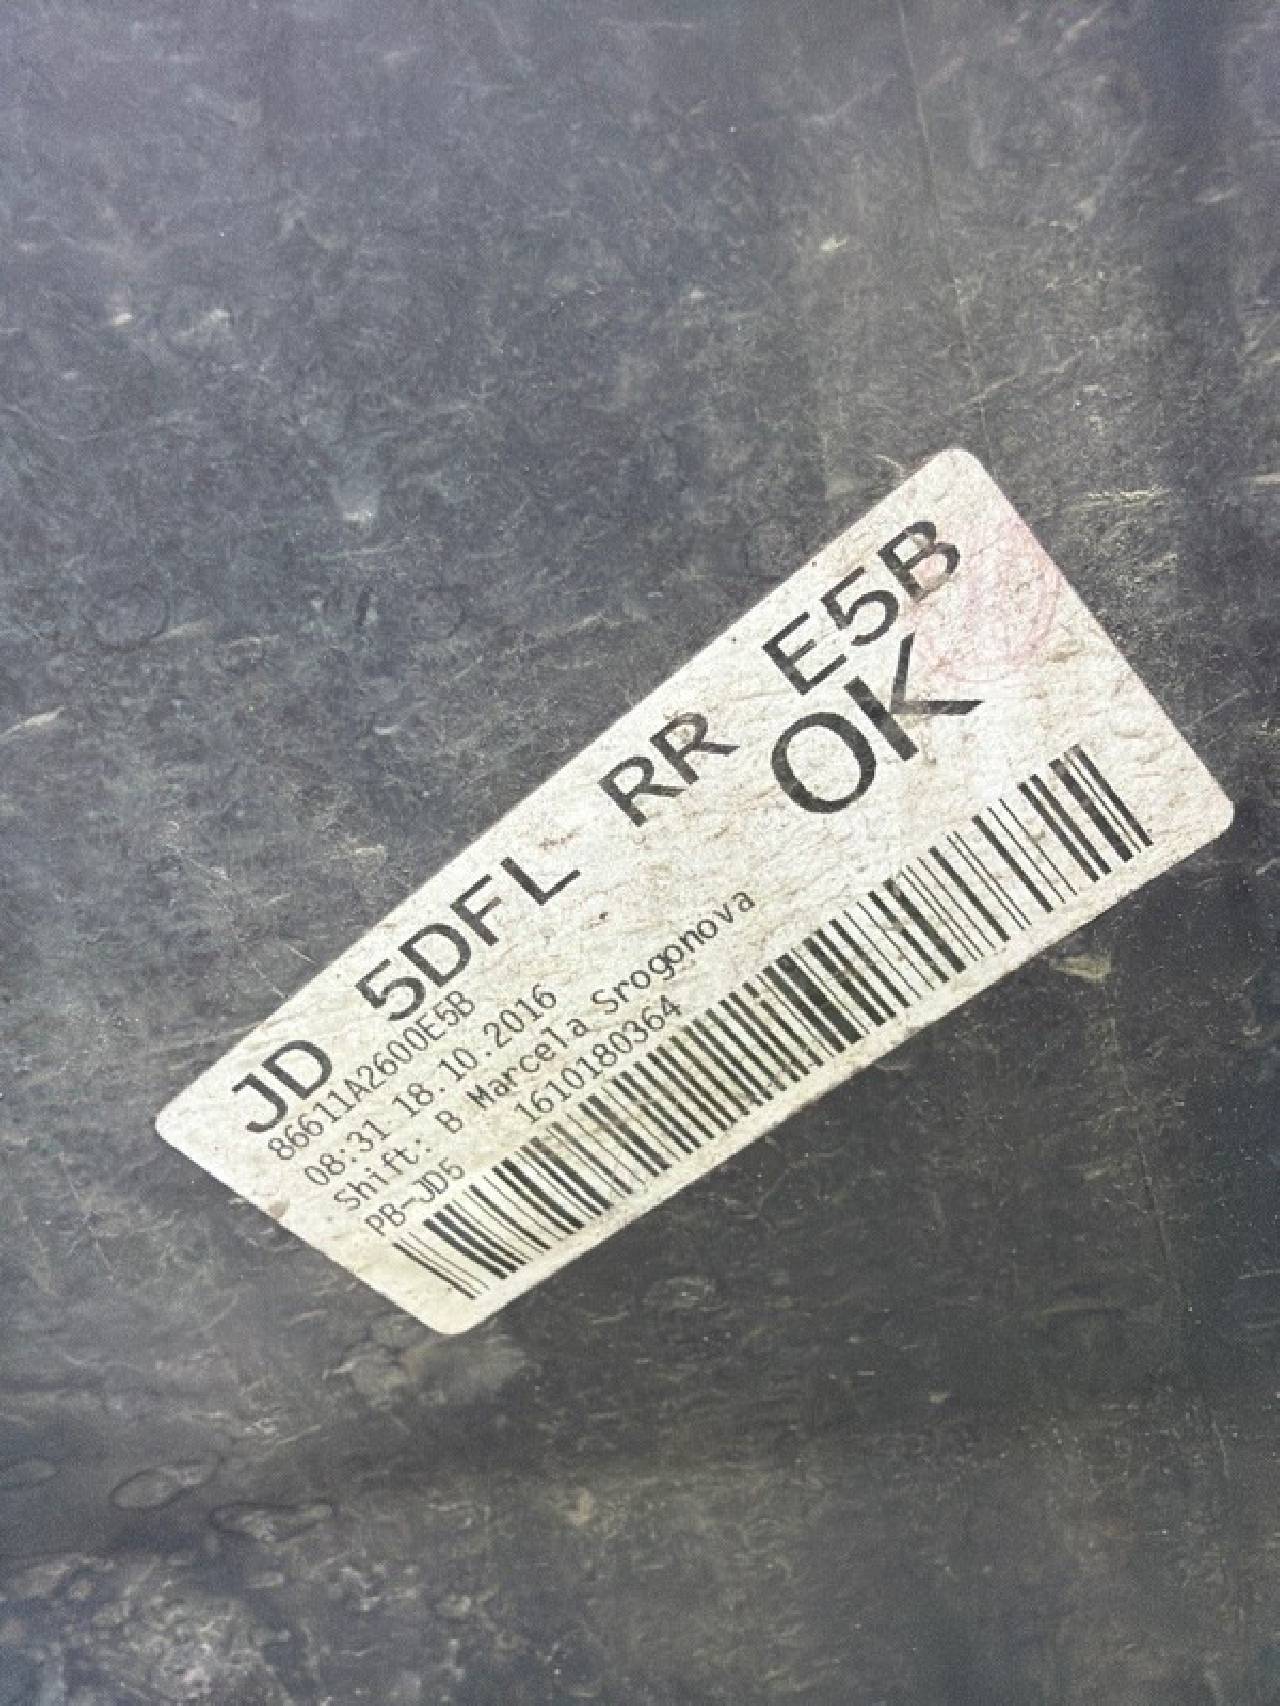 JD 5DFL RR E5B
86611A2600E5B OK
08:31 18.10.2016
Shift: B Marcela Srogonova
PB-JD5 1610180364